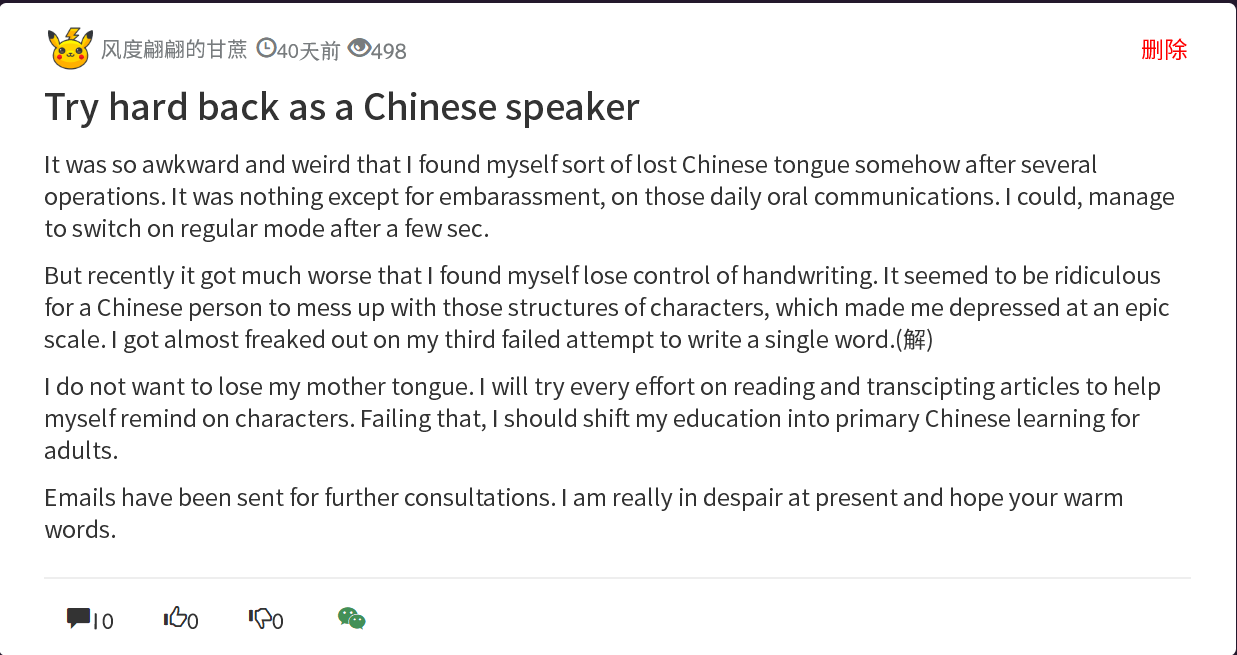 风度翩翩的甘蔗 40天前 498 删除
Try hard back as a Chinese speaker
It was so awkward and weird that I found myself sort of lost Chinese tongue somehow after several
operations. It was nothing except for embarassment, on those daily oral communications. I could, manage
to switch on regular mode after a few sec.
But recently it got much worse that I found myself lose control of handwriting. It seemed to be ridiculous
for a Chinese person to mess up with those structures of characters, which made me depressed at an epic
scale. I got almost freaked out on my third failed attempt to write a single word.(解)
I do not want to lose my mother tongue. I will try every effort on reading and transcipting articles to help
myself remind on characters. Failing that, I should shift my education into primary Chinese learning for
adults.
Emails have been sent for further consultations. I am really in despair at present and hope your warm
words.
10 0 0